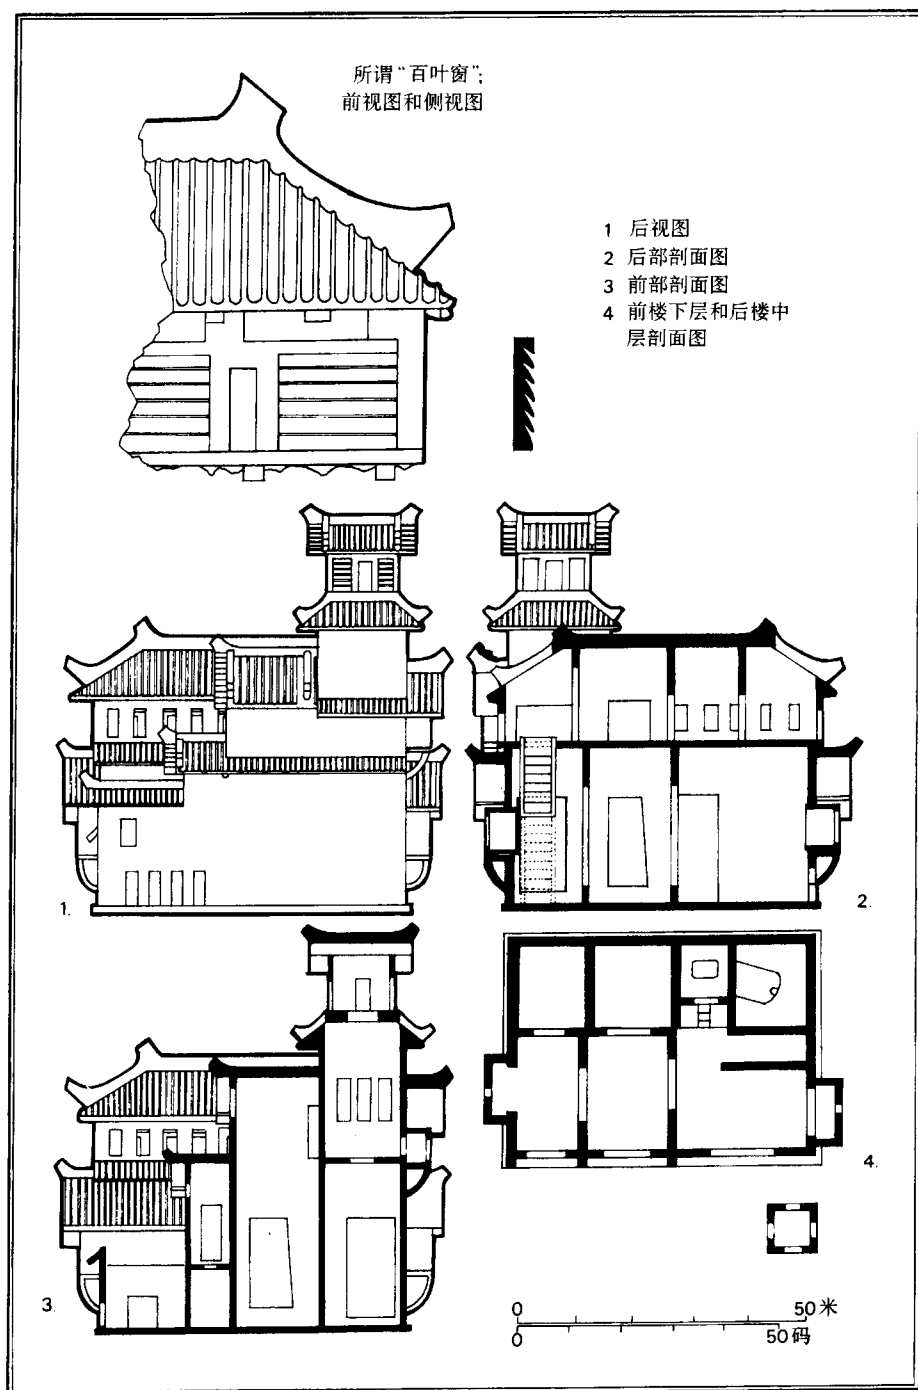 所谓“百叶窗”；
前视图和侧视图
1 后视图
2 后部剖面图
3 前部剖面图
4 前楼下层和后楼中
层剖面图
1.
2.
3.
4.
0 50米
0 50码